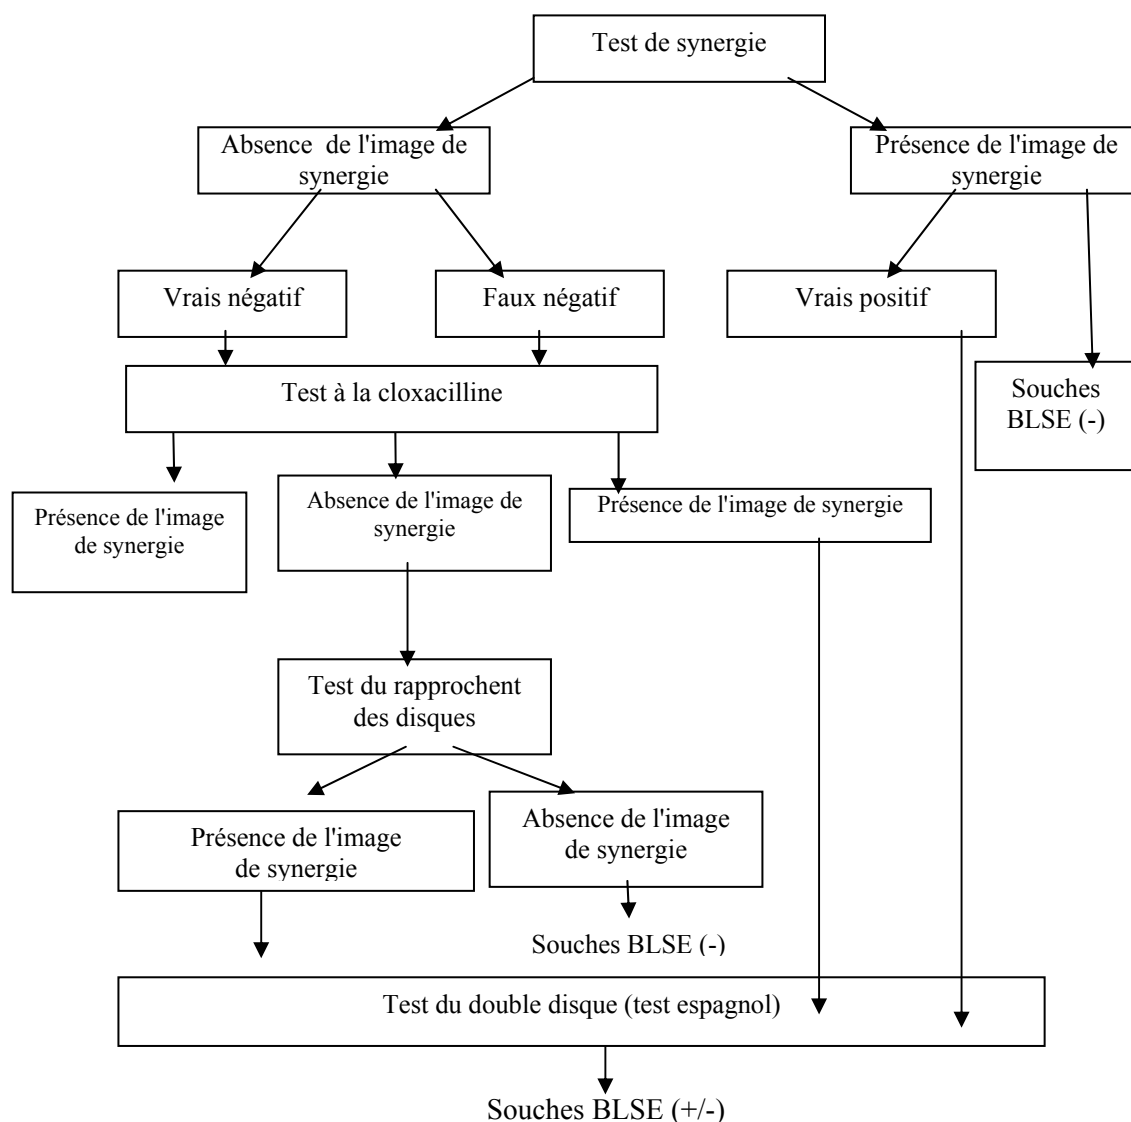 Test de synergie
Absence de l'image de
synergie
Présence de l'image de
synergie
Vrais négatif
Faux négatif
Vrais positif
Souches
BLSE (-)
Test à la cloxacilline
Présence de l'image
de synergie
Absence de l'image de
synergie
Présence de l'image de synergie
Test du rapprochent
des disques
Présence de l'image
de synergie
Absence de l'image
de synergie
Souches BLSE (-)
Test du double disque (test espagnol)
Souches BLSE (+/-)